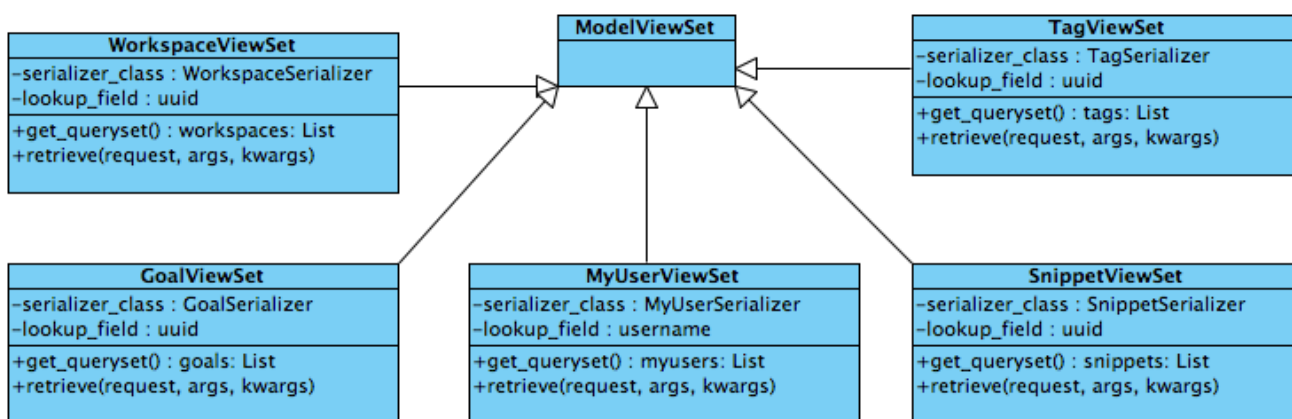 WorkspaceViewSet
-serializer_class : WorkspaceSerializer
-lookup_field : uuid
+get_queryset() : workspaces: List
+retrieve(request, args, kwargs)
ModelViewSet
TagViewSet
-serializer_class : TagSerializer
-lookup_field : uuid
+get_queryset() : tags: List
+retrieve(request, args, kwargs)
GoalViewSet
-serializer_class : GoalSerializer
-lookup_field : uuid
+get_queryset() : goals: List
+retrieve(request, args, kwargs)
MyUserViewSet
-serializer_class : MyUserSerializer
-lookup_field : username
+get_queryset() : myusers: List
+retrieve(request, args, kwargs)
SnippetViewSet
-serializer_class : SnippetSerializer
-lookup_field : uuid
+get_queryset() : snippets: List
+retrieve(request, args, kwargs)